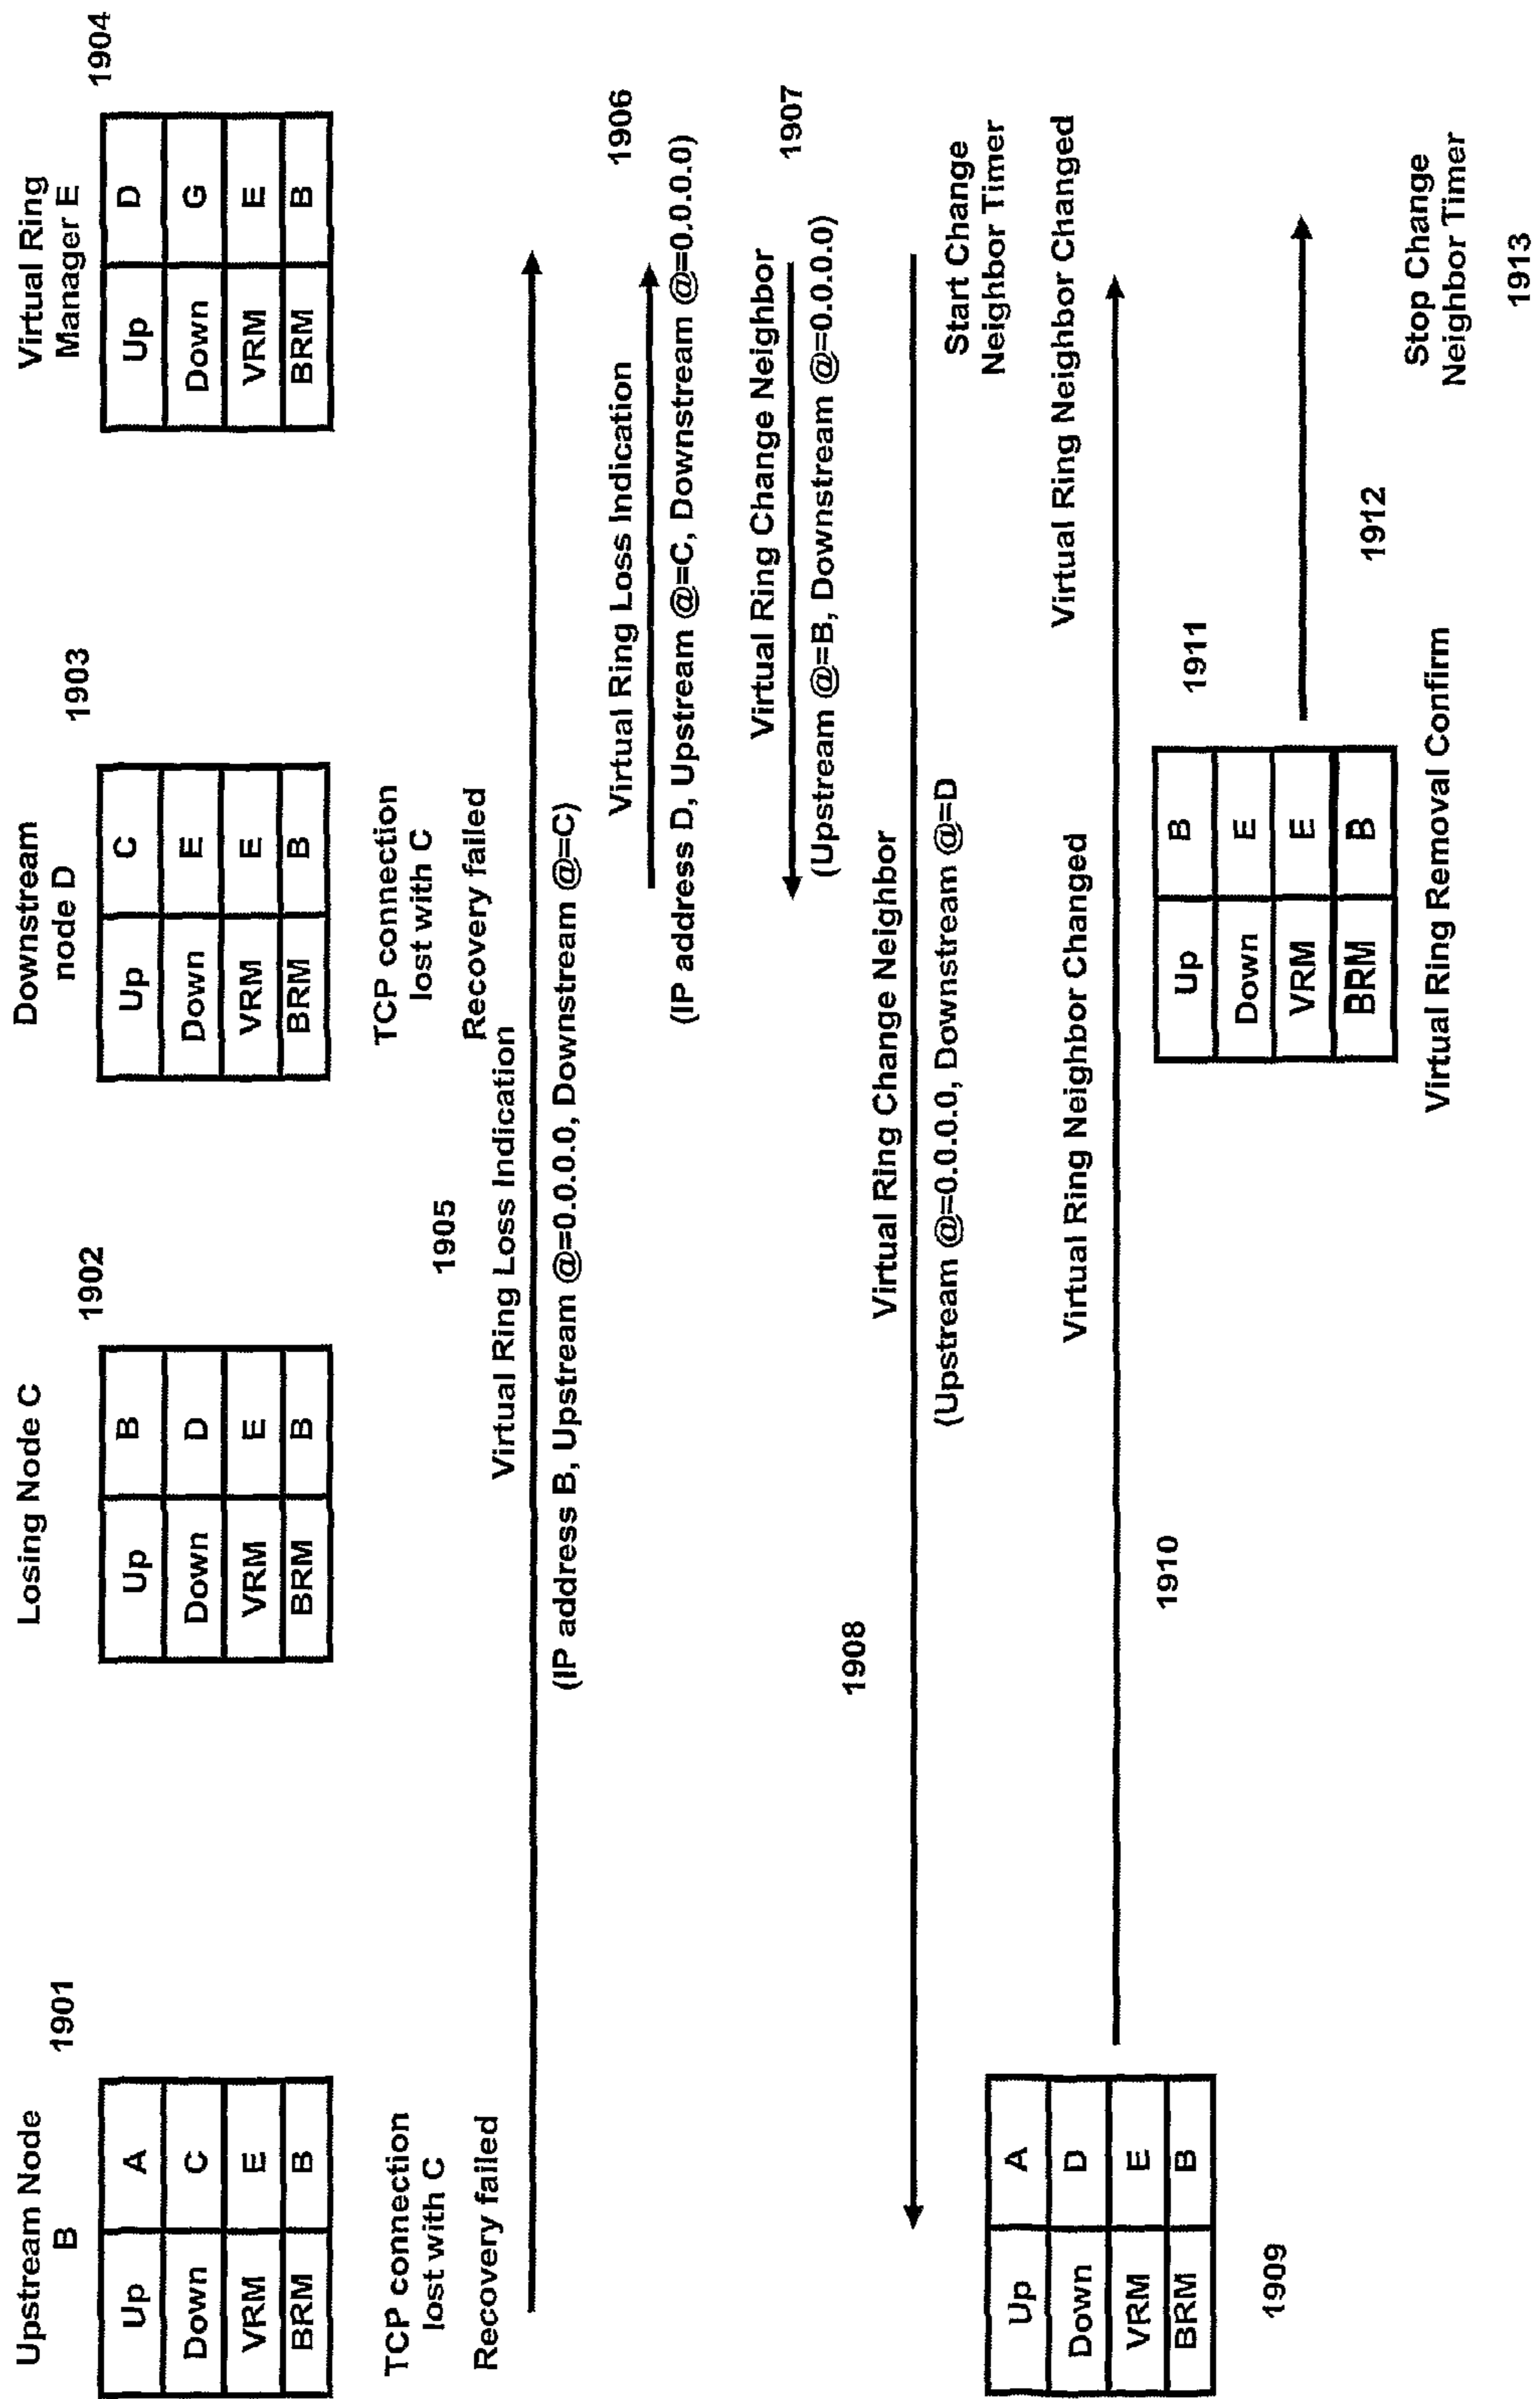 Upstream Node
B
1901
Up A
Down C
VRM E
BRM B
Losing Node C
1902
Up B
Down D
VRM E
BRM B
Downstream
node D
1903
Up C
Down E
VRM E
BRM B
Virtual Ring
Manager E
1904
Up D
Down G
VRM E
BRM B
TCP connection
lost with C
Recovery failed
TCP connection
lost with C
Recovery failed
1905
Virtual Ring Loss Indication
(IP address B, Upstream @=0.0.0.0, Downstream @=C)
Virtual Ring Loss Indication
1906
(IP address D, Upstream @=C, Downstream @=0.0.0.0)
Virtual Ring Change Neighbor
1907
(Upstream @=B, Downstream @=0.0.0.0)
1908
Virtual Ring Change Neighbor
(Upstream @=0.0.0.0, Downstream @=D
Start Change
Neighbor Timer
Up A
Down D
VRM E
BRM B
1909
Virtual Ring Neighbor Changed
Virtual Ring Neighbor Changed
1910
1911
Up B
Down E
VRM E
BRM B
1912
Virtual Ring Removal Confirm
Stop Change
Neighbor Timer
1913